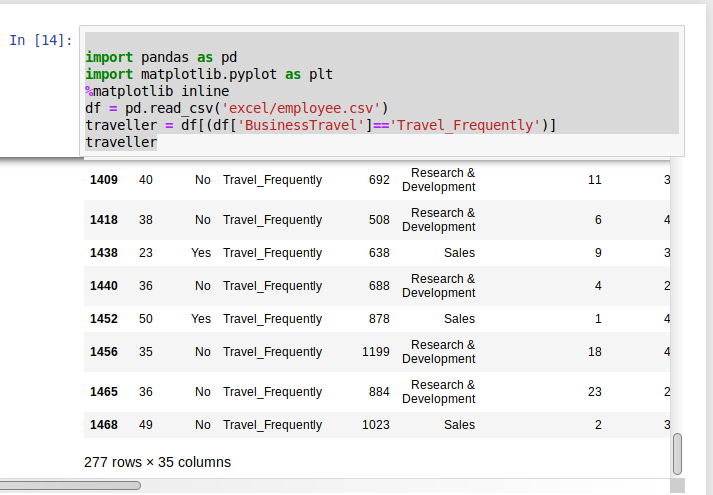 In [14]:
import pandas as pd
import matplotlib.pyplot as plt
%matplotlib inline
df = pd.read_csv('excel/employee.csv')
traveller = df[(df['BusinessTravel']=='Travel_Frequently')]
traveller
1409 40 No Travel_Frequently 692 Research & Development 11 3
1418 38 No Travel_Frequently 508 Research & Development 6 4
1438 23 Yes Travel_Frequently 638 Sales 9 3
1440 36 No Travel_Frequently 688 Research & Development 4 2
1452 50 Yes Travel_Frequently 878 Sales 1 4
1456 35 No Travel_Frequently 1199 Research & Development 18 4
1465 36 No Travel_Frequently 884 Research & Development 23 2
1468 49 No Travel_Frequently 1023 Sales 2 3
277 rows × 35 columns